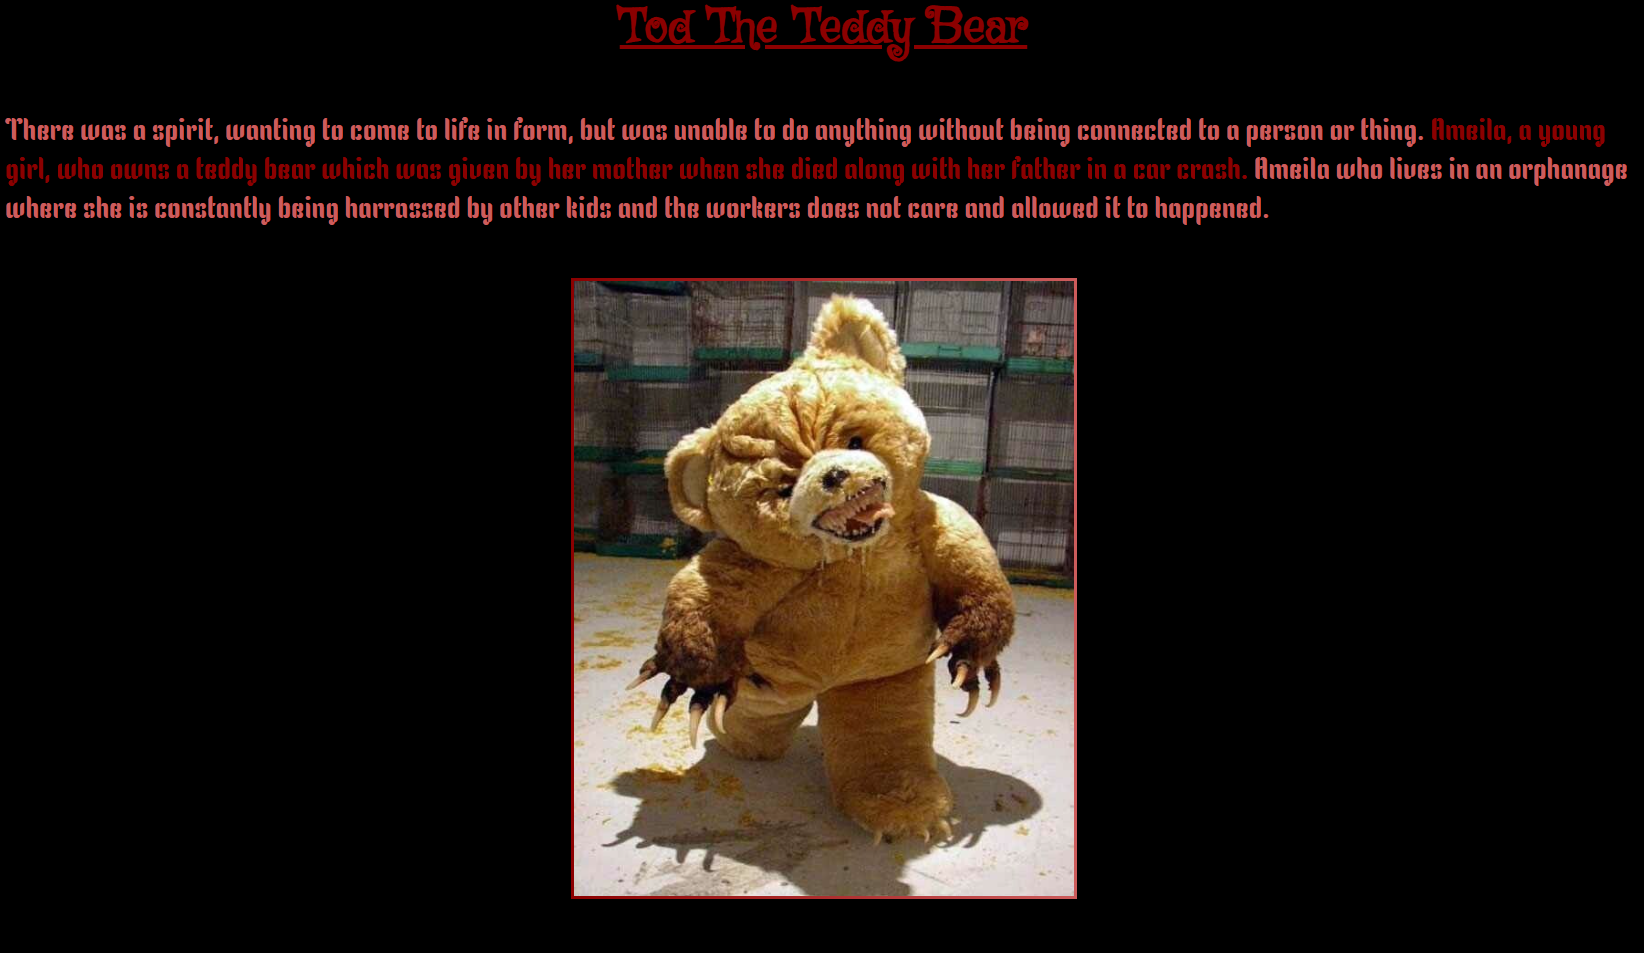 Tod The Teddy Bear
There was a spirit, wanting to come to life in form, but was unable to do anything without being connected to a person or thing. Ameila, a young
girl, who owns a teddy bear which was given by her mother when she died along with her father in a car crash. Ameila who lives in an orphanage
where she is constantly being harrassed by other kids and the workers does not care and allowed it to happened.